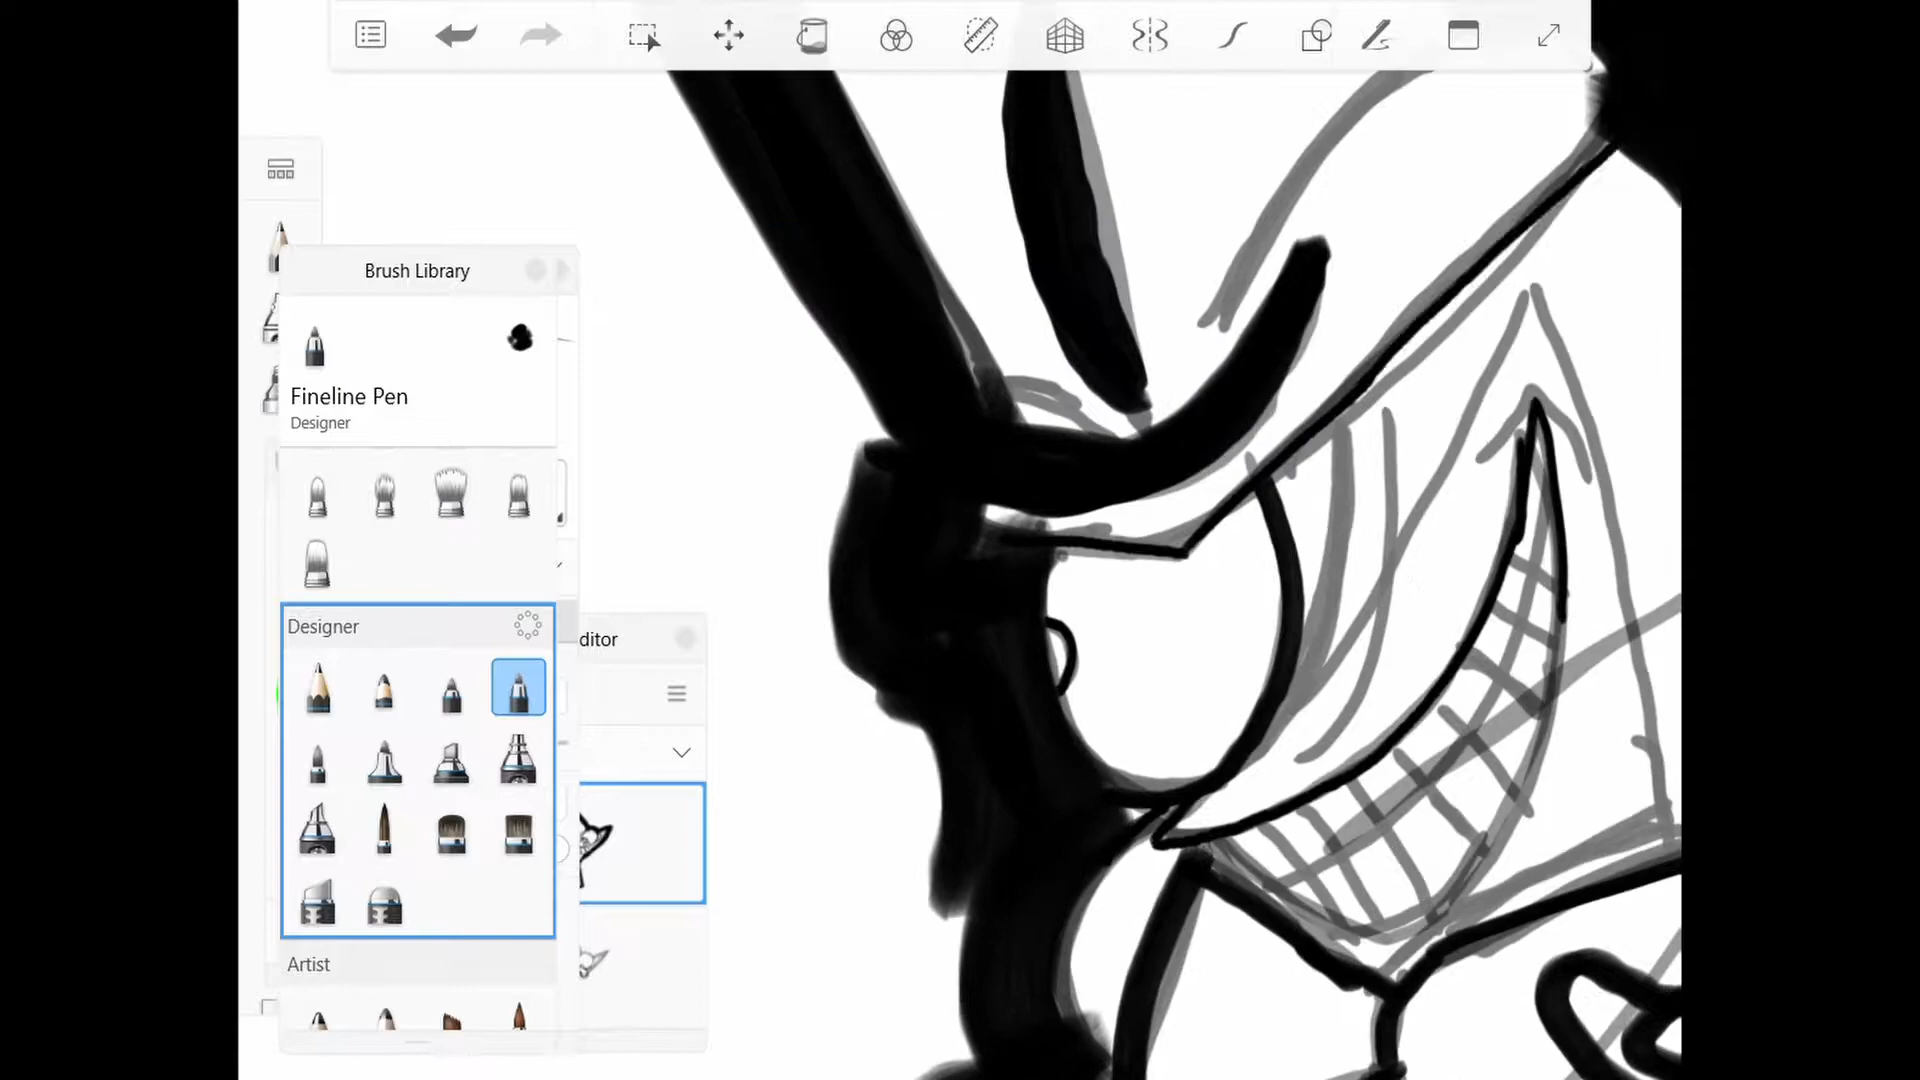 Brush Library
Fineline Pen
Designer
Designer
ditor
Artist